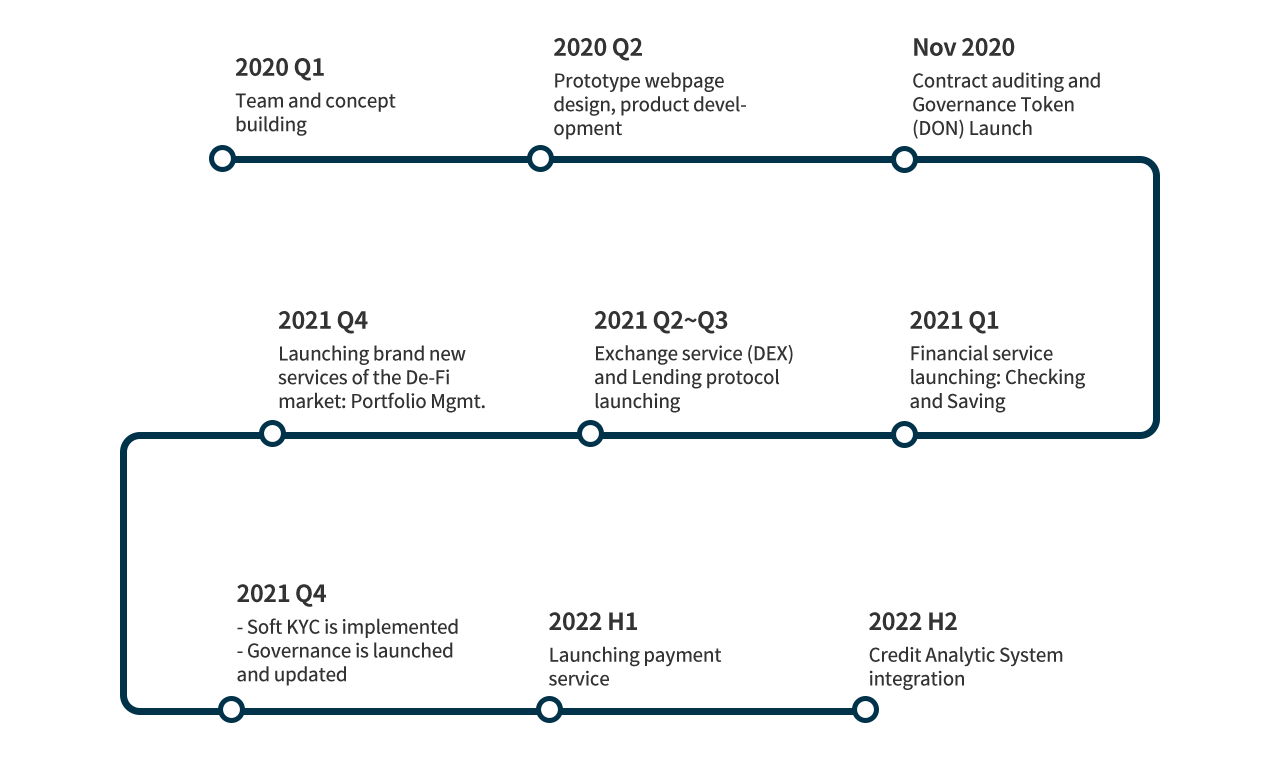 2020 Q1
Team and concept
building
2020 Q2
Prototype webpage
design, product devel-
opment
Nov 2020
Contract auditing and
Governance Token
(DON) Launch
2021 Q1
Financial service
launching: Checking
and Saving
2021 Q2~Q3
Exchange service (DEX)
and Lending protocol
launching
2021 Q4
Launching brand new
services of the De-Fi
market: Portfolio Mgmt.
2021 Q4
- Soft KYC is implemented
- Governance is launched
and updated
2022 H1
Launching payment
service
2022 H2
Credit Analytic System
integration